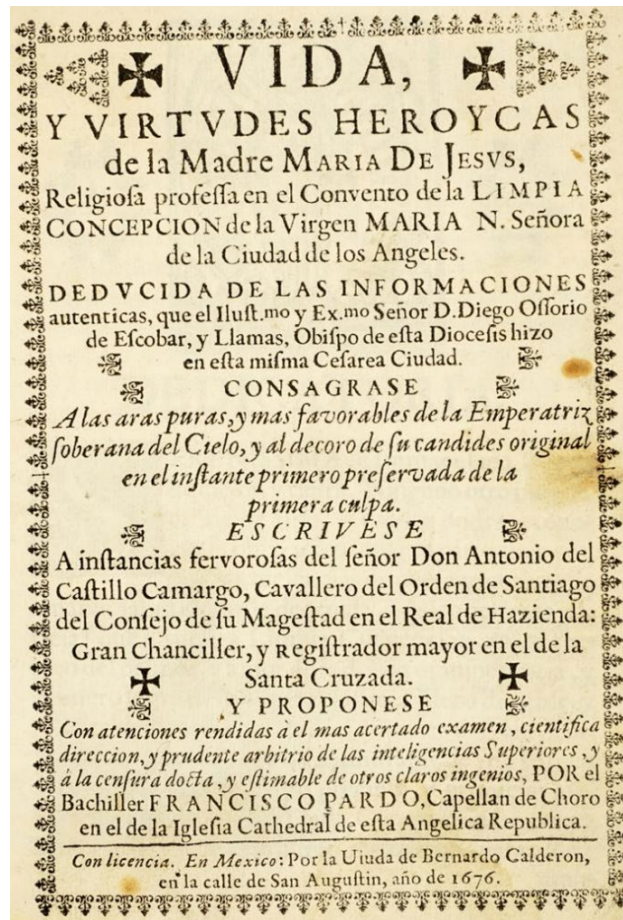 VIDA,
Y VIRTVDES HEROYCAS
de la Madre MARIA DE JESVS,
Religioſa profeſſa en el Convento de la LIMPIA
CONCEPCION de la Virgen MARIA N. Señora
de la Ciudad de los Angeles.
DEDVCIDA DE LAS INFORMACIONES
autenticas, que el Iluſt.mo y Ex.mo Señor D. Diego Oſſorio
de Eſcobar, y Llamas, Obiſpo de eſta Dioceſis hizo
en eſta miſma Ceſarea Ciudad.
CONSAGRASE
A las aras puras, y mas favorables de la Emperatriz
ſoberana del Cielo, y al decoro de ſu candides original
en el inſtante primero preſervada de la
primera culpa.
ESCRIVESE
A inſtancias fervoroſas del ſeñor Don Antonio del
Caſtillo Camargo, Cavallero del Orden de Santiago
del Conſejo de ſu Mageſtad en el Real de Hazienda:
Gran Chanciller, y Regiſtrador mayor en el de la
Santa Cruzada.
Y PROPONESE
Con atenciones rendidas à el mas acertado examen, cientifica
direccion, y prudente arbitrio de las inteligencias Superiores, y
á la cenſura docta, y eſtimable de otros claros ingenios, POR el
Bachiller FRANCISCO PARDO, Capellan de Choro
en el de la Igleſia Cathedral de eſta Angelica Republica.
Con licencia. En Mexico: Por la Uiuda de Bernardo Calderon,
en la calle de San Auguſtin, año de 1676.